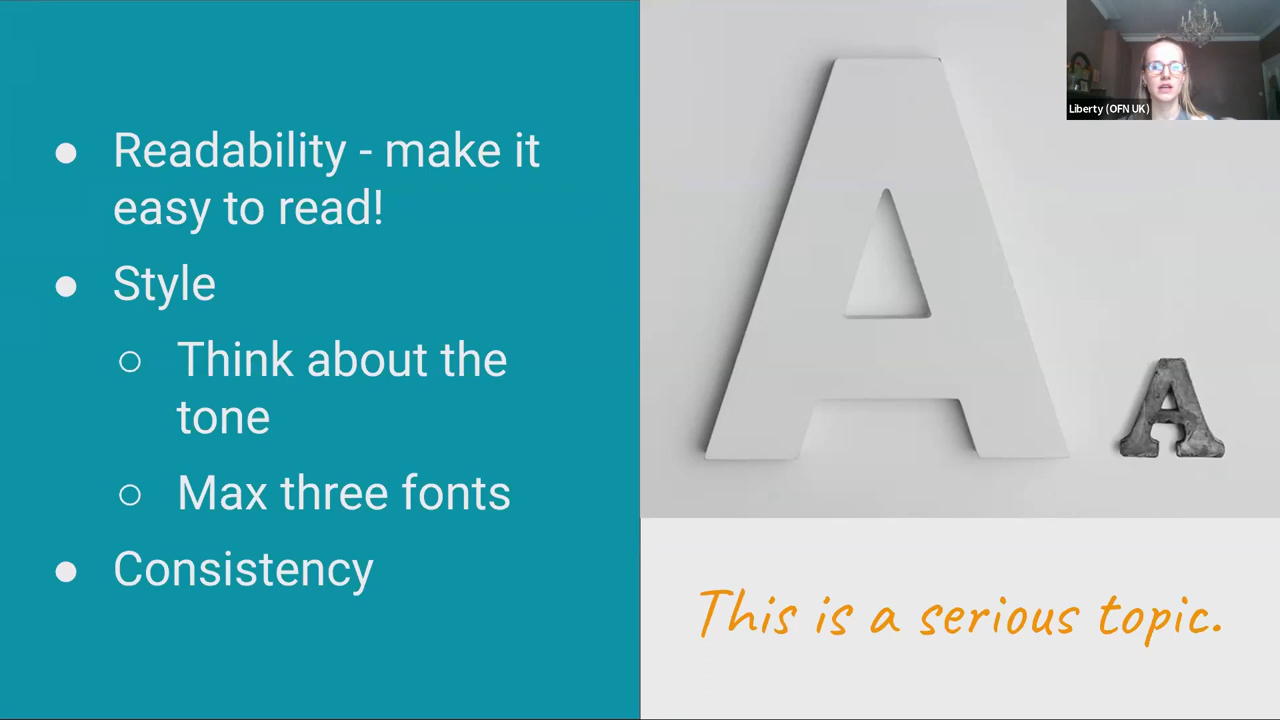 Readability - make it
easy to read!
Style
Think about the
tone
Max three fonts
Consistency
A
A
This is a serious topic.
Liberty (OFN UK)